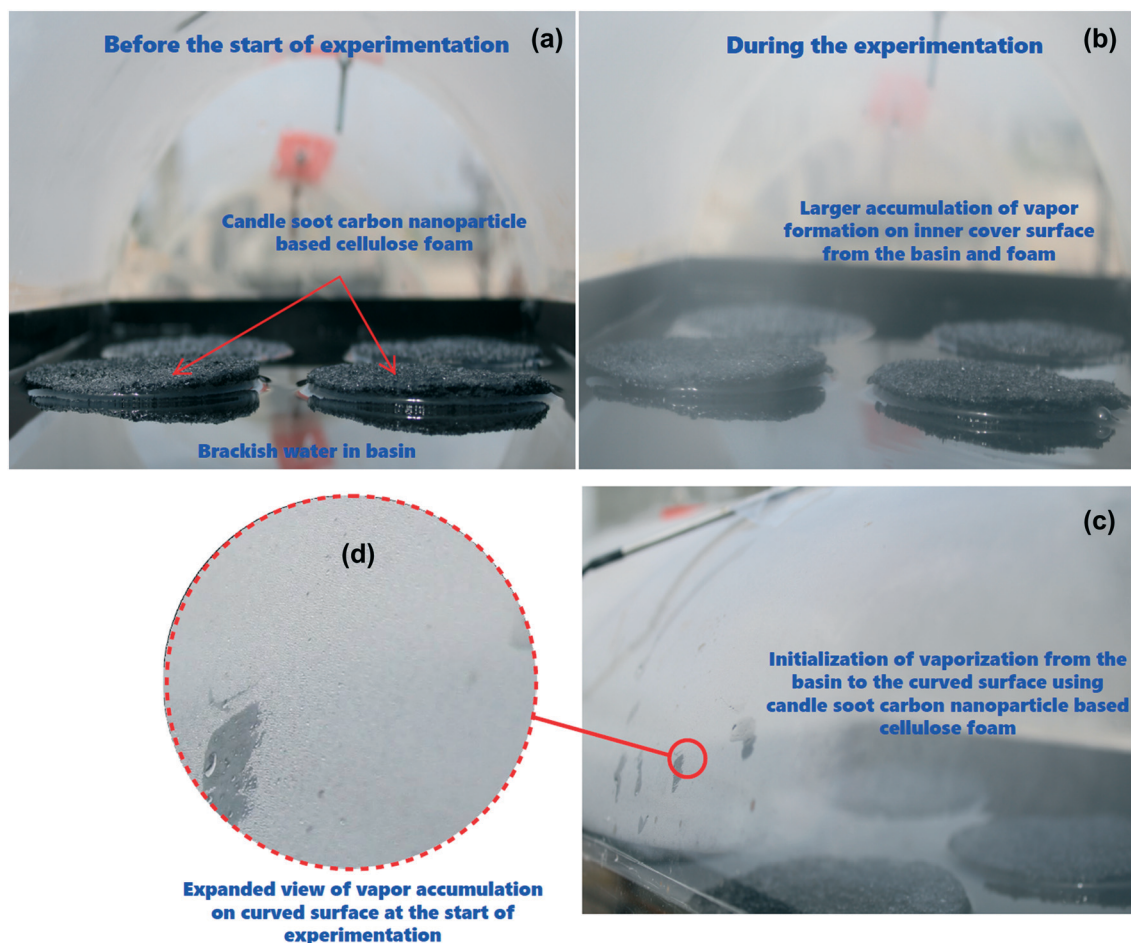 Before the start of experimentation
(a)
Candle soot carbon nanoparticle
based cellulose foam
Brackish water in basin
During the experimentation
(b)
Larger accumulation of vapor
formation on inner cover surface
from the basin and foam
(d)
Expanded view of vapor accumulation
on curved surface at the start of
experimentation
(c)
Initialization of vaporization from the
basin to the curved surface using
candle soot carbon nanoparticle based
cellulose foam